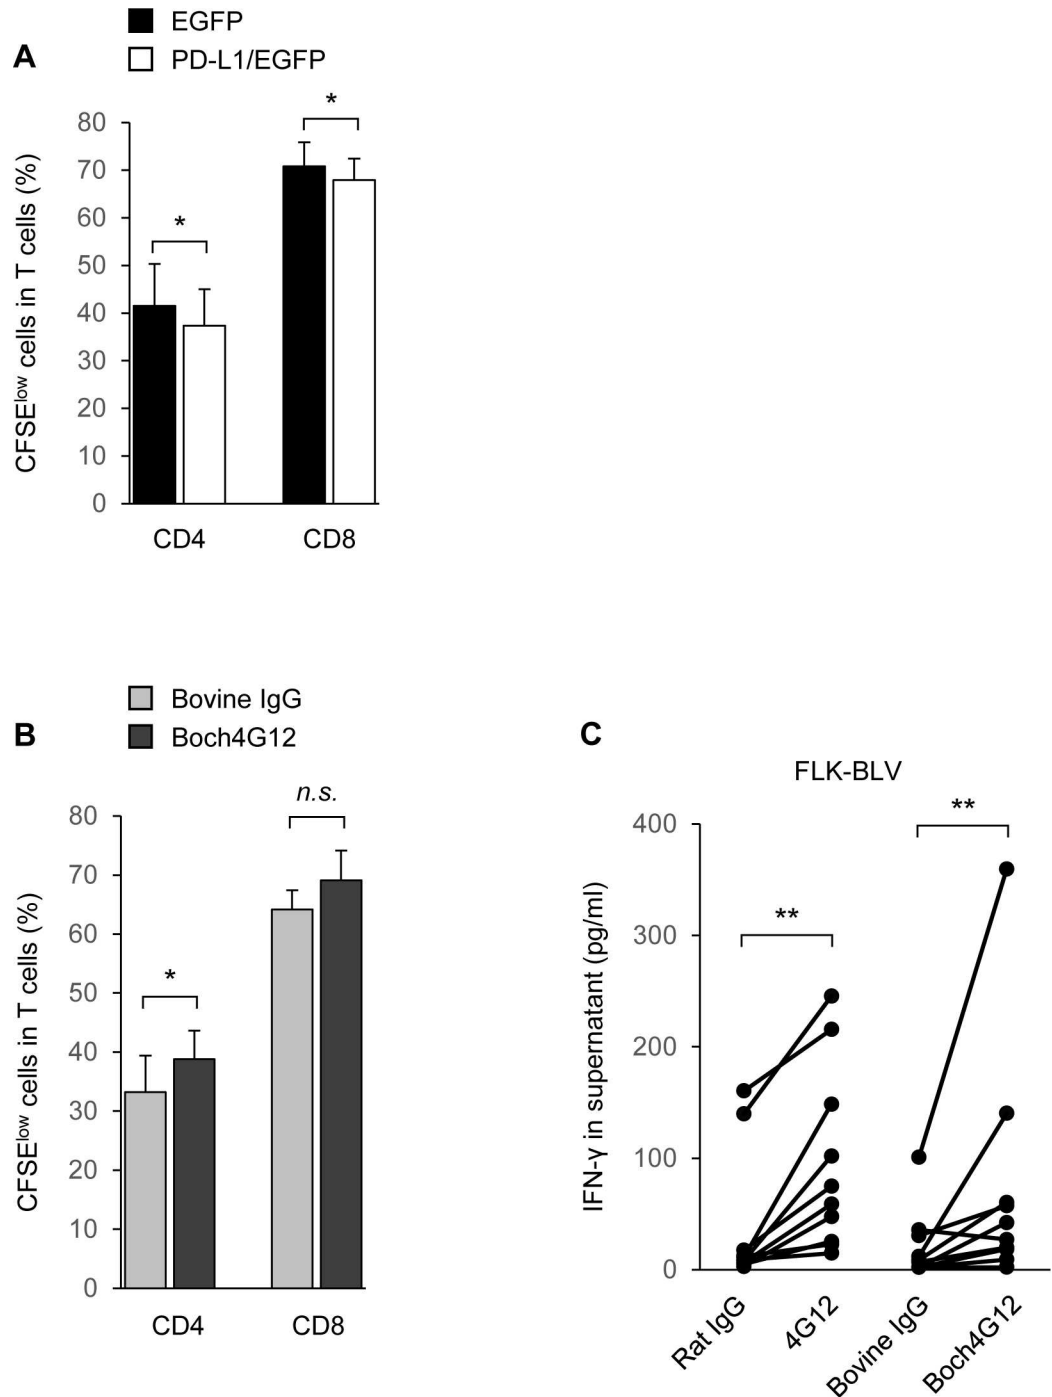 EGFP
A
PD-L1/EGFP
*
80
70
60
*
50
40
30
20
10
0
CFSElow cells in T cells (%)
CD4
CD8
Bovine IgG
B
Boch4G12
n.s.
80
70
60
50
*
40
30
20
10
0
CFSElow cells in T cells (%)
CD4
CD8
C
FLK-BLV
400
**
300
**
200
100
0
IFN-γ in supernatant (pg/ml)
Rat IgG
4G12
Bovine IgG
Boch4G12